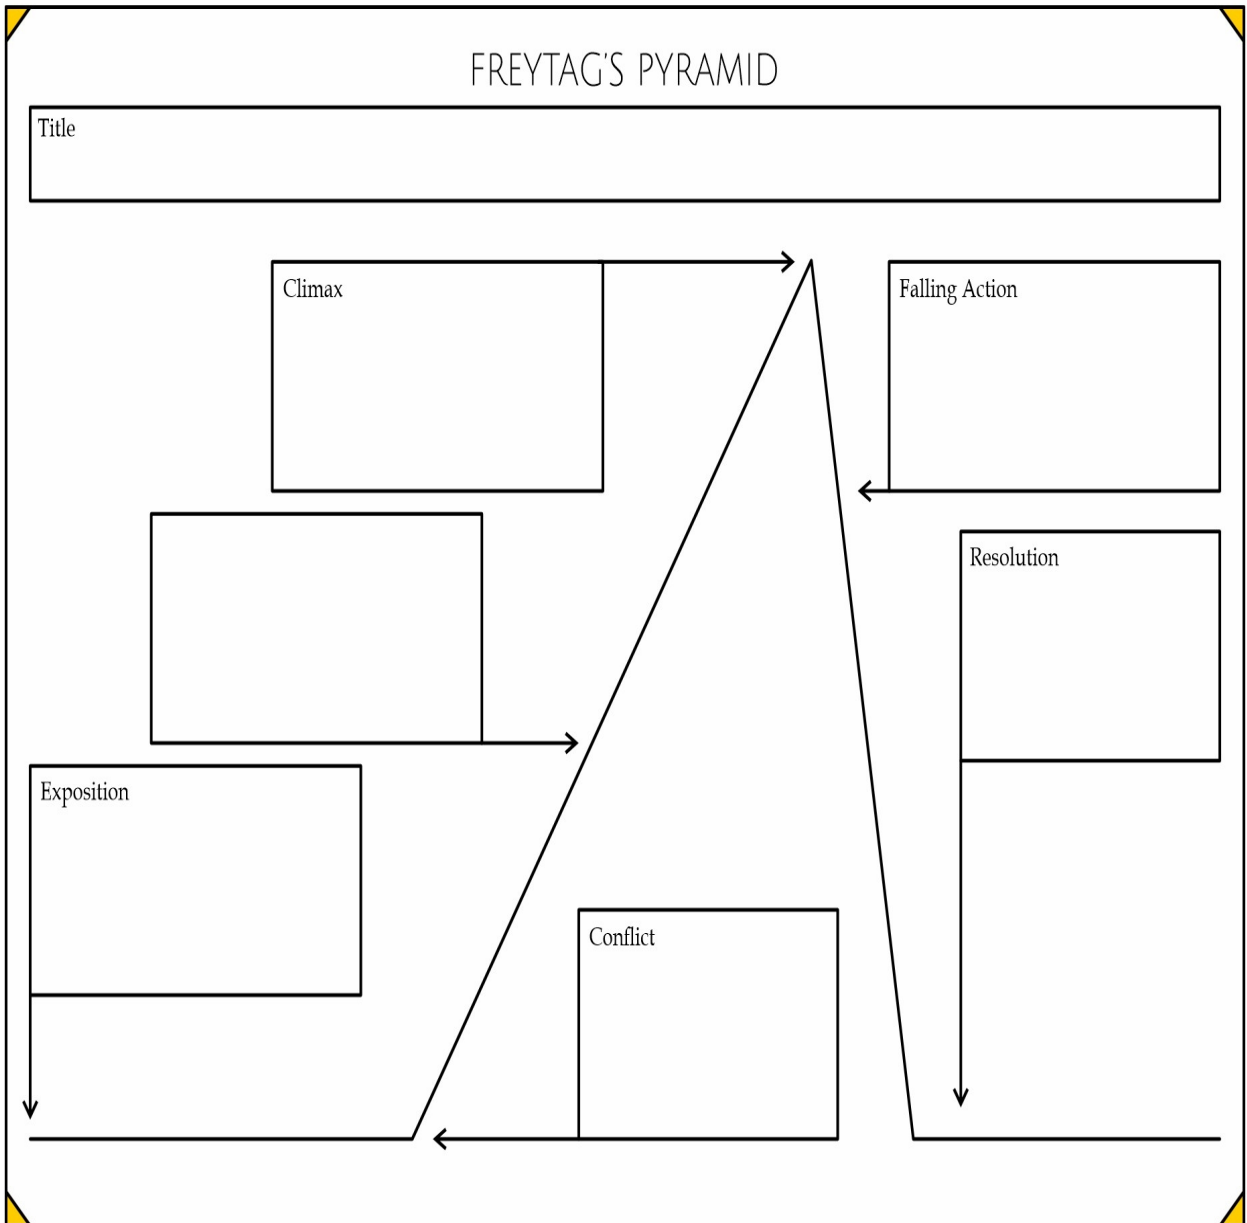 FREYTAG'S PYRAMID
Title
Climax
Falling Action
Resolution
Exposition
Conflict